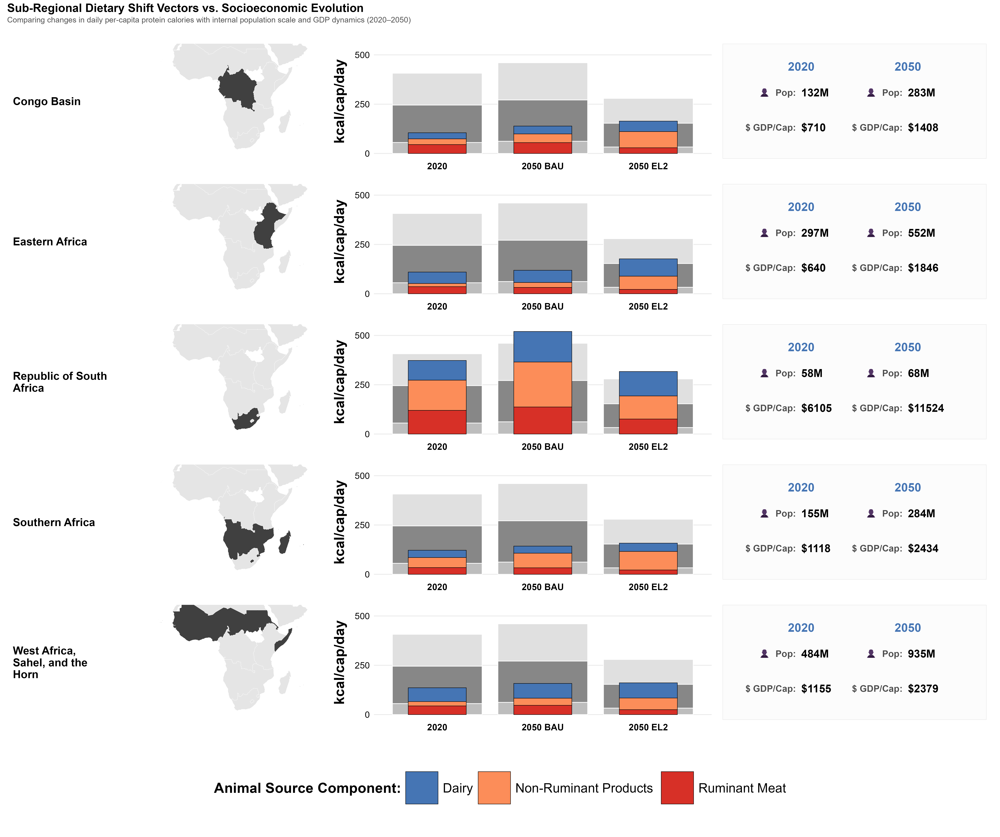 Sub-Regional Dietary Shift Vectors vs. Socioeconomic Evolution
Comparing changes in daily per-capita protein calories with internal population scale and GDP dynamics (2020–2050)
Congo Basin
kcal/cap/day
500
250
0
2020
2050 BAU
2050 EL2
2020 2050
Pop: 132M Pop: 283M
$ GDP/Cap: $710 $ GDP/Cap: $1408
Eastern Africa
kcal/cap/day
500
250
0
2020
2050 BAU
2050 EL2
2020 2050
Pop: 297M Pop: 552M
$ GDP/Cap: $640 $ GDP/Cap: $1846
Republic of South
Africa
kcal/cap/day
500
250
0
2020
2050 BAU
2050 EL2
2020 2050
Pop: 58M Pop: 68M
$ GDP/Cap: $6105 $ GDP/Cap: $11524
Southern Africa
kcal/cap/day
500
250
0
2020
2050 BAU
2050 EL2
2020 2050
Pop: 155M Pop: 284M
$ GDP/Cap: $1118 $ GDP/Cap: $2434
West Africa,
Sahel, and the
Horn
kcal/cap/day
500
250
0
2020
2050 BAU
2050 EL2
2020 2050
Pop: 484M Pop: 935M
$ GDP/Cap: $1155 $ GDP/Cap: $2379
Animal Source Component: Dairy Non-Ruminant Products Ruminant Meat